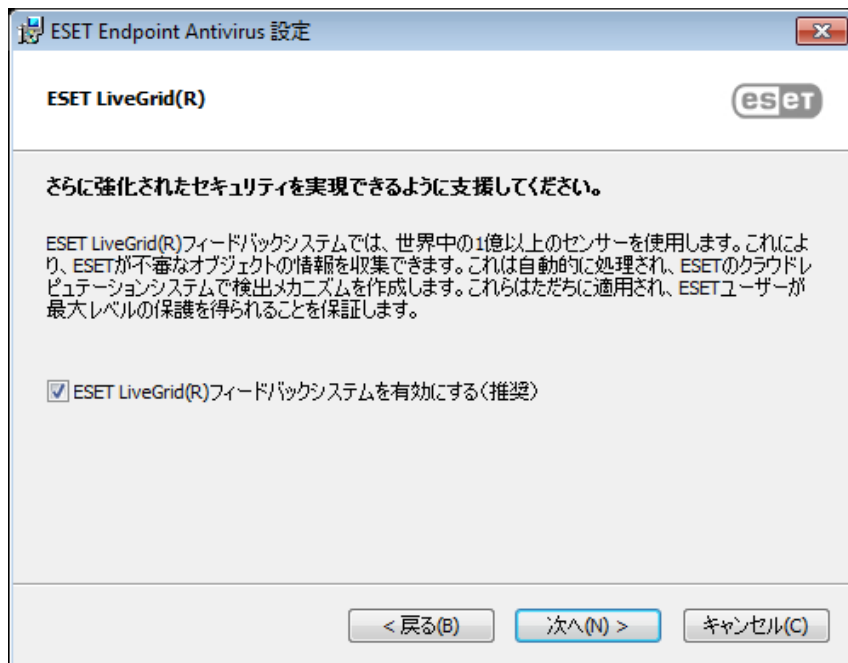 ESET Endpoint Antivirus 設定
ESET LiveGrid(R)
eseT
さらに強化されたセキュリティを実現できるように支援してください。
ESET LiveGrid(R)フィードバックシステムでは、世界中の1億以上のセンサーを使用します。これによ
り、ESETが不審なオブジェクトの情報を収集できます。これは自動的に処理され、ESETのクラウドレ
ピュテーションシステムで検出メカニズムを作成します。これらはただちに適用され、ESETユーザーが
最大レベルの保護を得られることを保証します。
ESET LiveGrid(R)フィードバックシステムを有効にする(推奨)
< 戻る(B)
次へ(N) >
キャンセル(C)